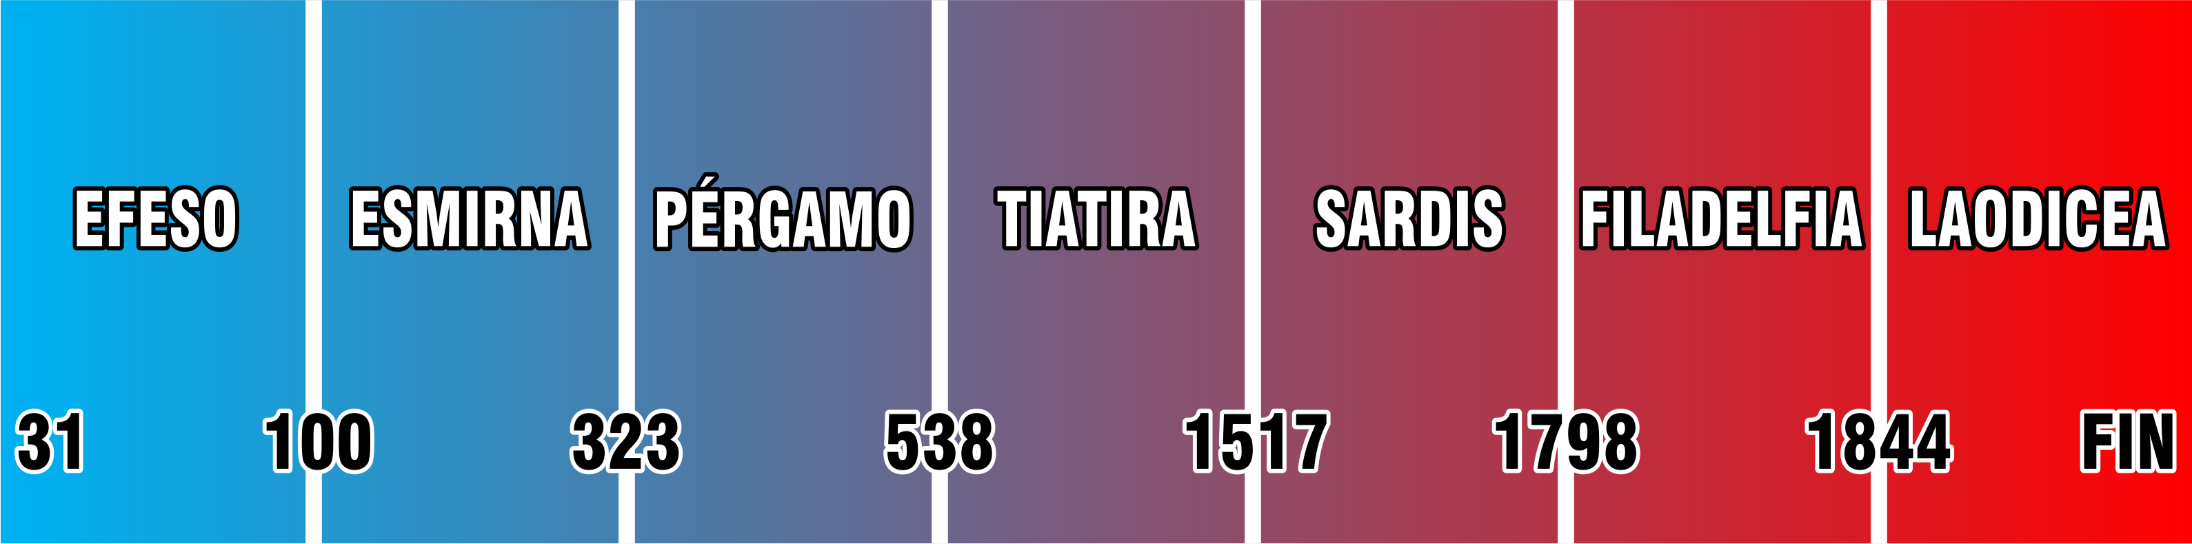 EFESO ESMIRNA PÉRGAMO TIATIRA SARDIS FILADELFIA LAODICEA
31 100 323 538 1517 1798 1844 FIN